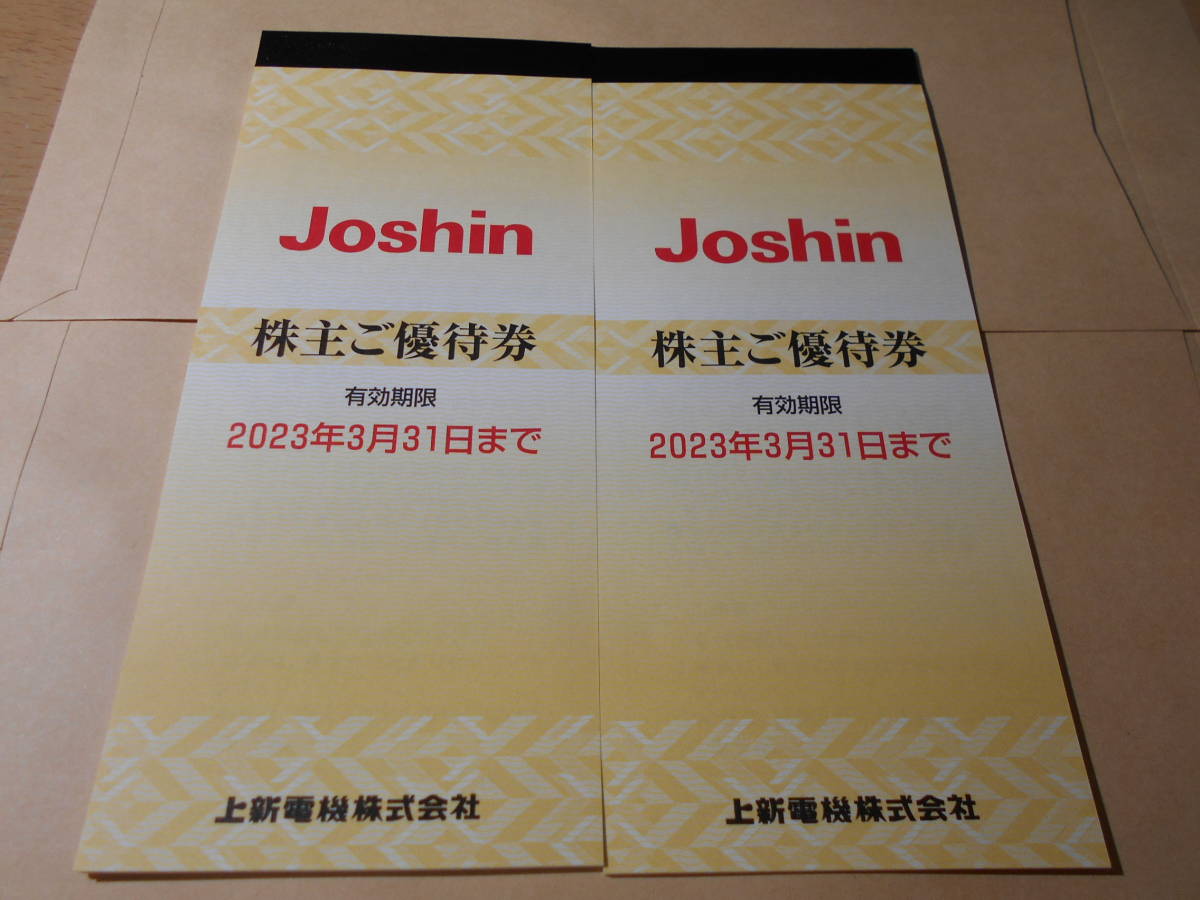 Joshin
株主ご優待券
有効期限
2023年3月31日まで
上新電機株式会社
Joshin
株主ご優待券
有効期限
2023年3月31日まで
上新電機株式会社